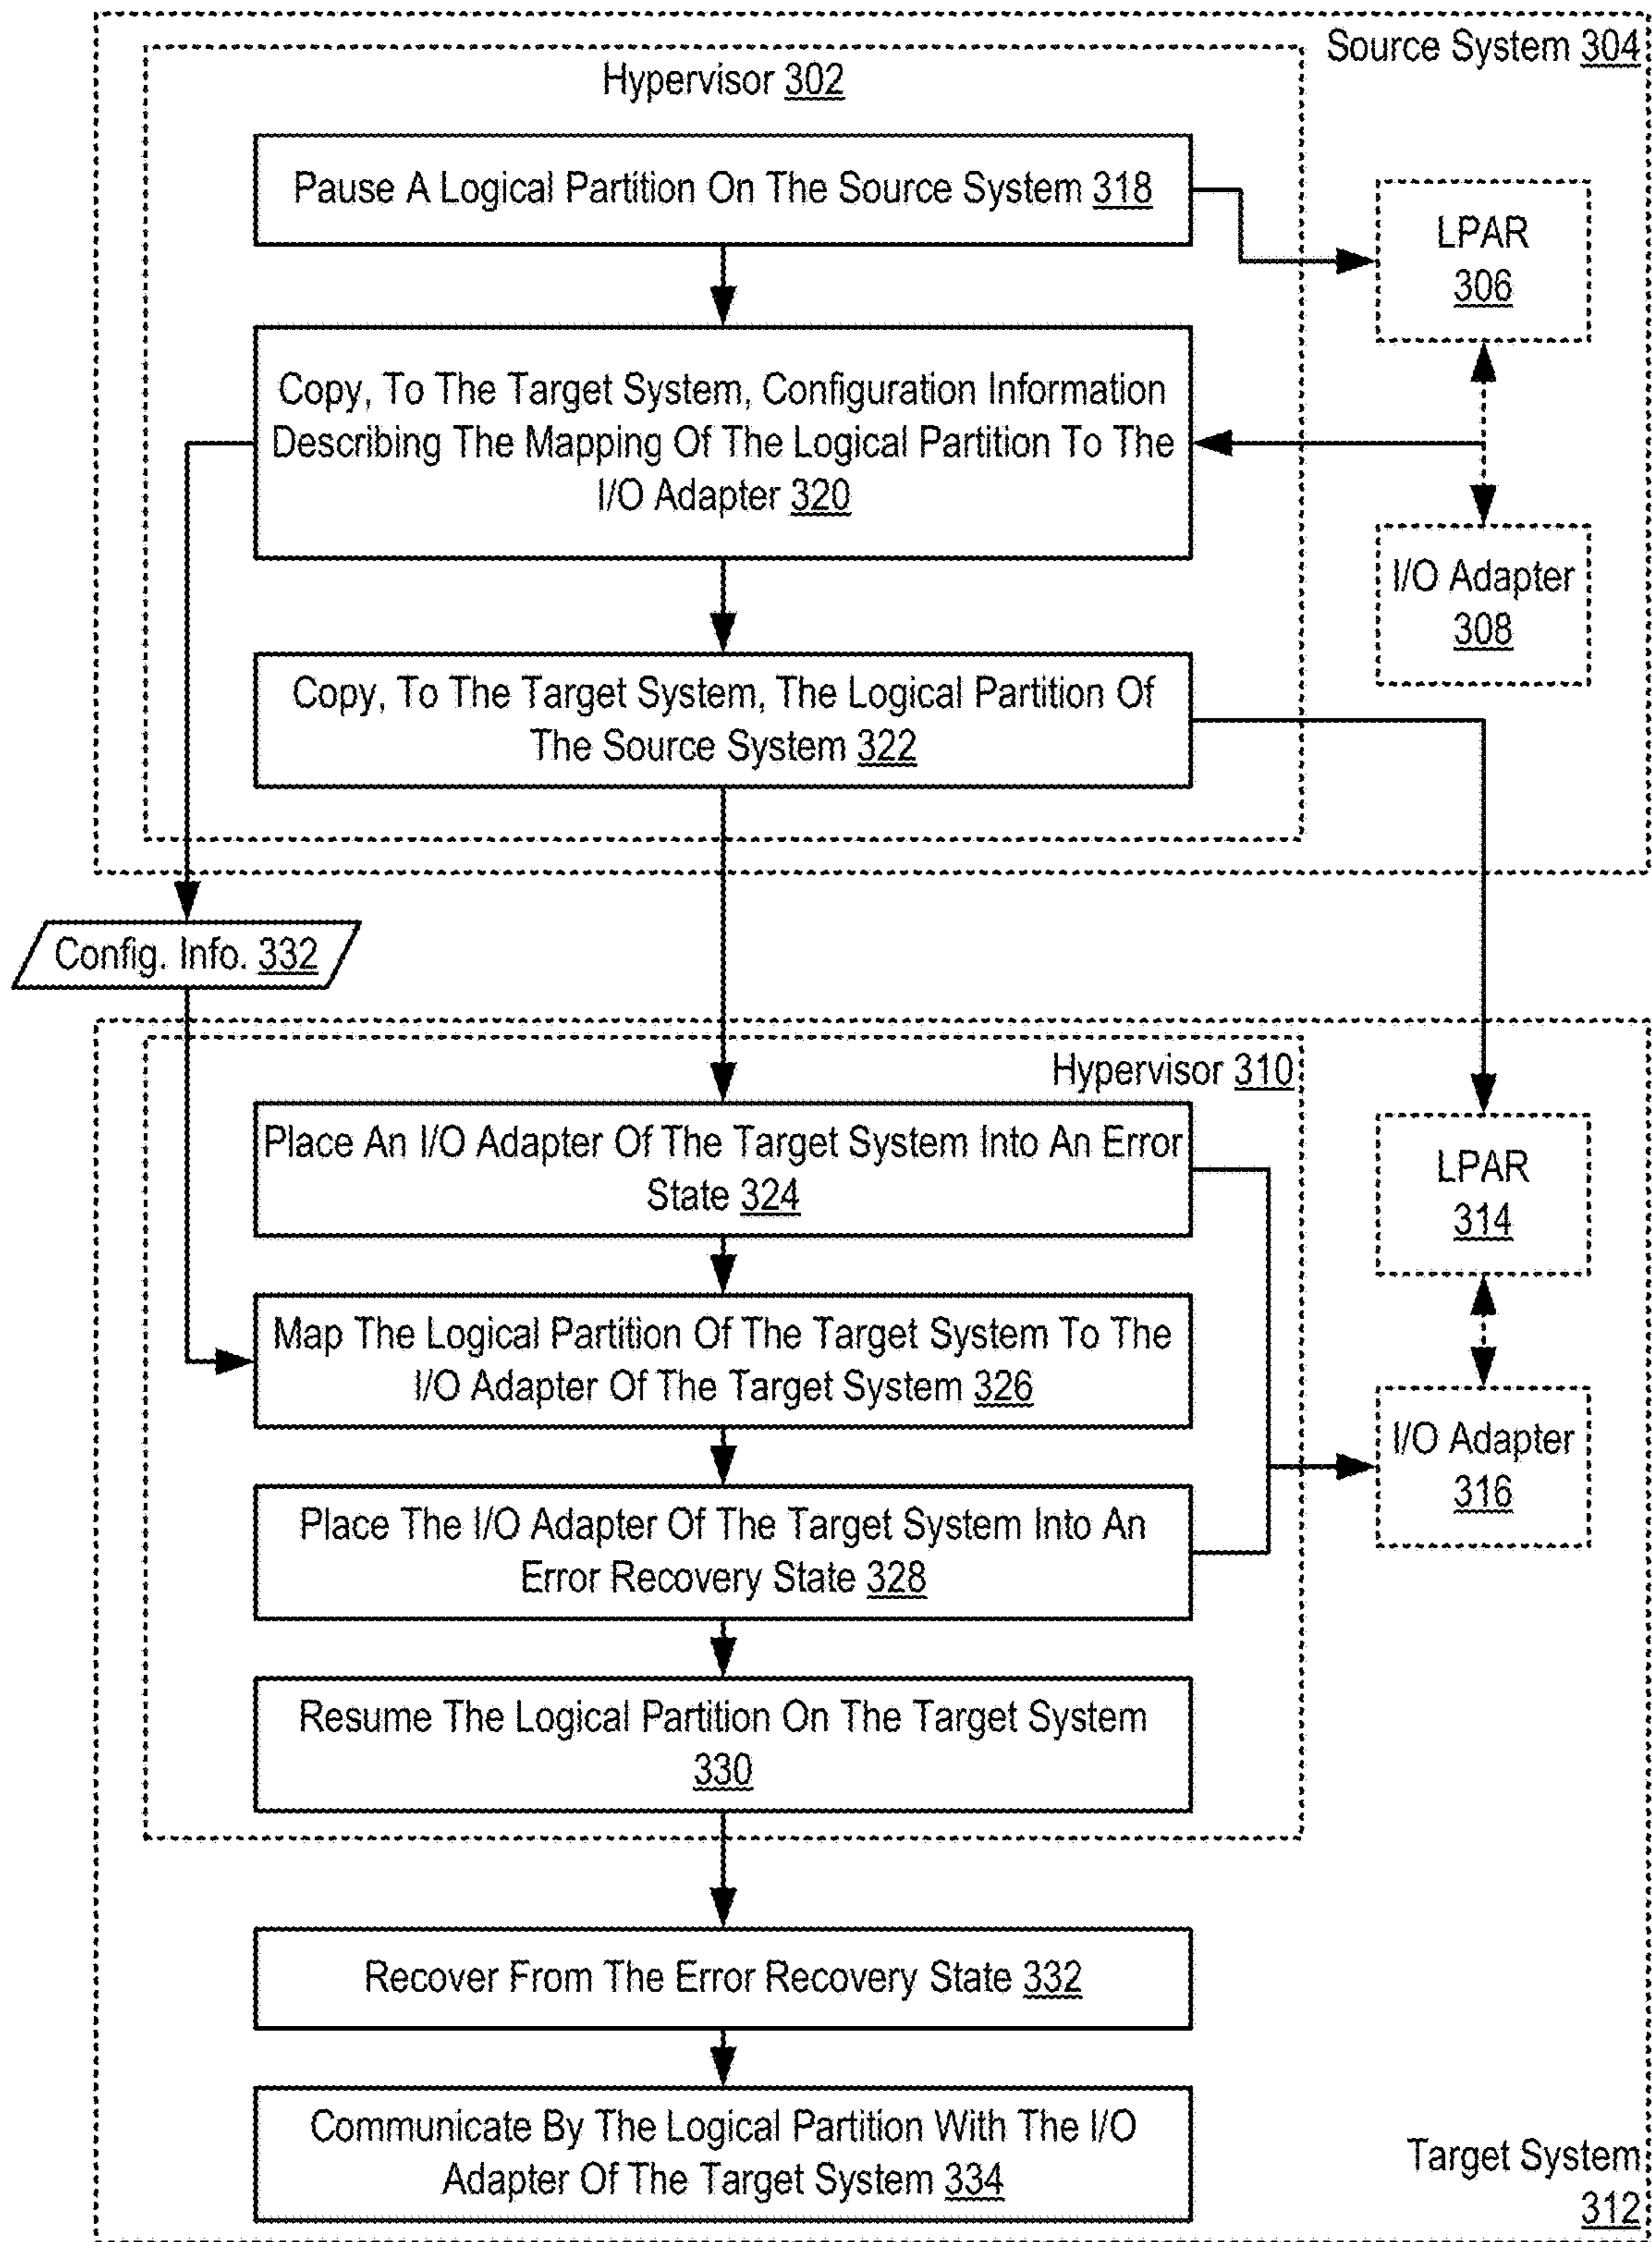 Source System 304
Hypervisor 302
Pause A Logical Partition On The Source System 318
LPAR
306
Copy, To The Target System, Configuration Information
Describing The Mapping Of The Logical Partition To The
I/O Adapter 320
I/O Adapter
308
Copy, To The Target System, The Logical Partition Of
The Source System 322
Config. Info. 332
Hypervisor 310
Place An I/O Adapter Of The Target System Into An Error
State 324
LPAR
314
Map The Logical Partition Of The Target System To The
I/O Adapter Of The Target System 326
I/O Adapter
316
Place The I/O Adapter Of The Target System Into An
Error Recovery State 328
Resume The Logical Partition On The Target System
330
Recover From The Error Recovery State 332
Communicate By The Logical Partition With The I/O
Adapter Of The Target System 334
Target System
312